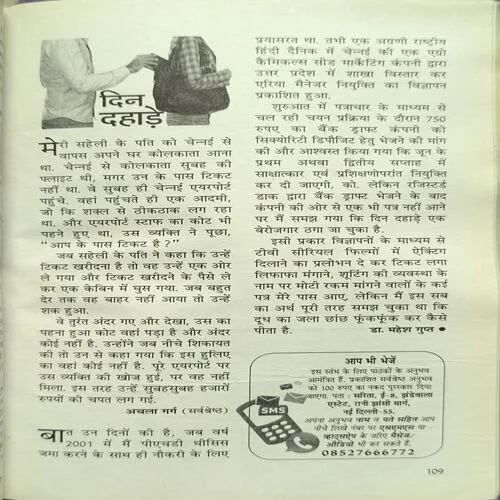 दिन
दहाड़े
मेरी सहेली के पति को चेन्नई से
वापस अपने घर कोलकाता आना
था. चेन्नई से कोलकाता सुबह की
फ्लाइट थी, मगर उन के पास टिकट
नहीं था. वे सुबह ही चेन्नई एयरपोर्ट
पहुंचे. वहां पहुंचते ही एक आदमी,
जो कि शक्ल से ठीकठाक लग रहा
था. और एयरपोर्ट स्टाफ का कोट भी
पहने हुए था, उस व्यक्ति ने पूछा,
“आप के पास टिकट है?”
जब सहेली के पति ने कहा कि उन्हें
टिकट खरीदना है तो वह उन्हें एक ओर
ले गया और टिकट खरीदने के पैसे ले
कर एक केबिन में घुस गया. जब बहुत
देर तक वह बाहर नहीं आया तो उन्हें
शक हुआ.
वे तुरंत अंदर गए और देखा, उस का
पहना हुआ कोट वहां पड़ा है और अंदर
कोई नहीं है. उन्होंने जब नीचे शिकायत
की तो उन से कहा गया कि इस हुलिए
का वहां कोई नहीं है. पूरे एयरपोर्ट पर
उस व्यक्ति की खोज हुई, पर वह नहीं
मिला. इस तरह उन्हें सुबहसुबह हजारों
रुपयों की चपत लग गई.
अचला गर्ग (सर्वश्रेष्ठ)
बात उन दिनों की है, जब वर्ष
2001 में मैं पीएचडी थीसिस
जमा करने के साथ ही नौकरी के लिए
प्रयासरत था. तभी एक अग्रणी राष्ट्रीय
हिंदी दैनिक में चेन्नई की एक एग्रो
कैमिकल्स सीड मार्केटिंग कंपनी द्वारा
उत्तर प्रदेश में शाखा विस्तार कर
एरिया मैनेजर नियुक्ति का विज्ञापन
प्रकाशित हुआ.
शुरुआत में पत्राचार के माध्यम से
चल रही चयन प्रक्रिया के दौरान 750
रुपए का बैंक ड्राफ्ट कंपनी को
सिक्योरिटी डिपौजिट हेतु भेजने की मांग
की और आश्वस्त किया गया कि जून के
प्रथम अथवा द्वितीय सप्ताह में
साक्षात्कार एवं प्रशिक्षणोपरांत नियुक्ति
कर दी जाएगी, को. लेकिन रजिस्टर्ड
डाक द्वारा बैंक ड्राफ्ट भेजने के बाद
कंपनी की ओर से एक भी पत्र नहीं आने
पर मैं समझ गया कि दिन दहाड़े एक
बेरोजगार ठगा जा चुका है.
इसी प्रकार विज्ञापनों के माध्यम से
टीवी सीरियल फिल्मों में ऐक्टिंग
दिलाने का प्रलोभन दे कर टिकट लगा
लिफाफा मंगाने, शूटिंग की व्यवस्था के
नाम पर मोटी रकम मांगने वालों के कई
पत्र मेरे पास आए, लेकिन मैं इस सब
का अर्थ पूरी तरह समझ चुका था कि
दूध का जला छांछ फूंकफूंक कर कैसे
पीता है. डा. महेश गुप्त ●
आप भी भेजें
इस स्तंभ के लिए पाठकों के अनुभव
आमंत्रित हैं. प्रकाशित सर्वश्रेष्ठ अनुभव
को 100 रुपए का नकद पुरस्कार दिया
जाएगा. पता : सरिता, ई-8, झंडेवाला
एस्टेट, रानी झांसी मार्ग,
नई दिल्ली-55.
अपना अनुभव नाम व पते सहित आप
नीचे लिखे नंबर पर एसएमएस या
व्हाट्सऐप के जरिए मैसेज/
औडियो भी कर सकते हैं.
08527666772
SMS
109